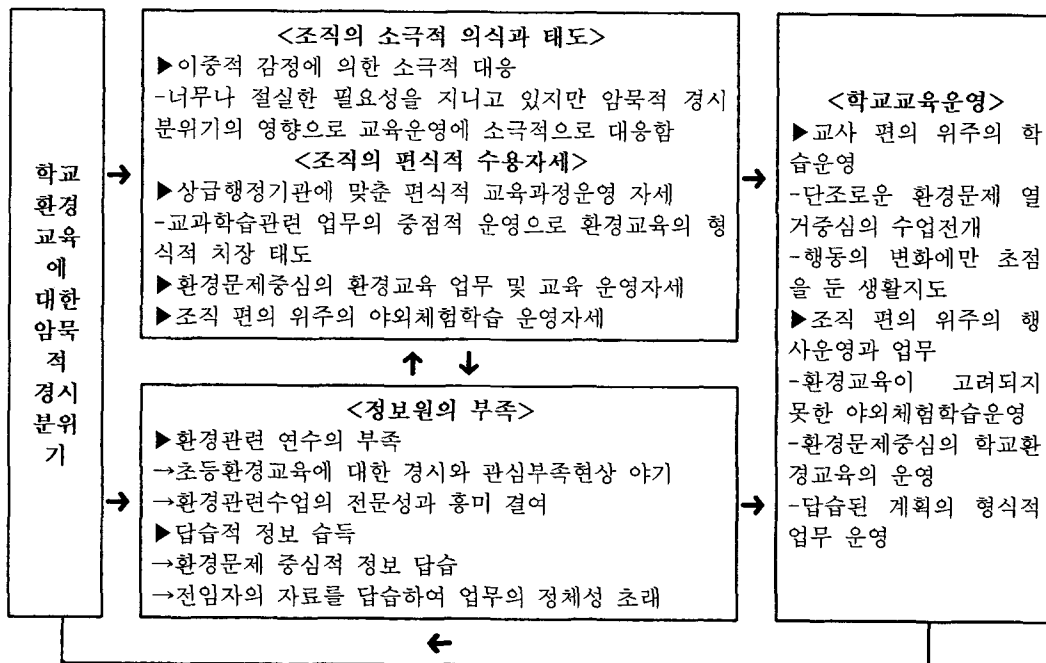 학교
환경
교육
에
대한
암묵
적
경시
분위
기
→
→
<조직의 소극적 의식과 태도>
▶이중적 감정에 의한 소극적 대응
-너무나 절실한 필요성을 지니고 있지만 암묵적 경시
분위기의 영향으로 교육운영에 소극적으로 대응함
<조직의 편식적 수용자세>
▶상급행정기관에 맞춘 편식적 교육과정운영 자세
-교과학습관련 업무의 중점적 운영으로 환경교육의 형
식적 치장 태도
▶환경문제중심의 환경교육 업무 및 교육 운영자세
▶조직 편의 위주의 야외체험학습 운영자세
↑ ↓
<정보원의 부족>
▶환경관련 연수의 부족
→초등환경교육에 대한 경시와 관심부족현상 야기
→환경관련수업의 전문성과 흥미 결여
▶답습적 정보 습득
→환경문제 중심적 정보 답습
→전임자의 자료를 답습하여 업무의 정체성 초래
→
→
<학교교육운영>
▶교사 편의 위주의 학
습운영
-단조로운 환경문제 열
거중심의 수업전개
-행동의 변화에만 초점
을 둔 생활지도
▶조직 편의 위주의 행
사운영과 업무
-환경교육이 고려되지
못한 야외체험학습운영
-환경문제중심의 학교환
경교육의 운영
-답습된 계획의 형식적
업무 운영
←